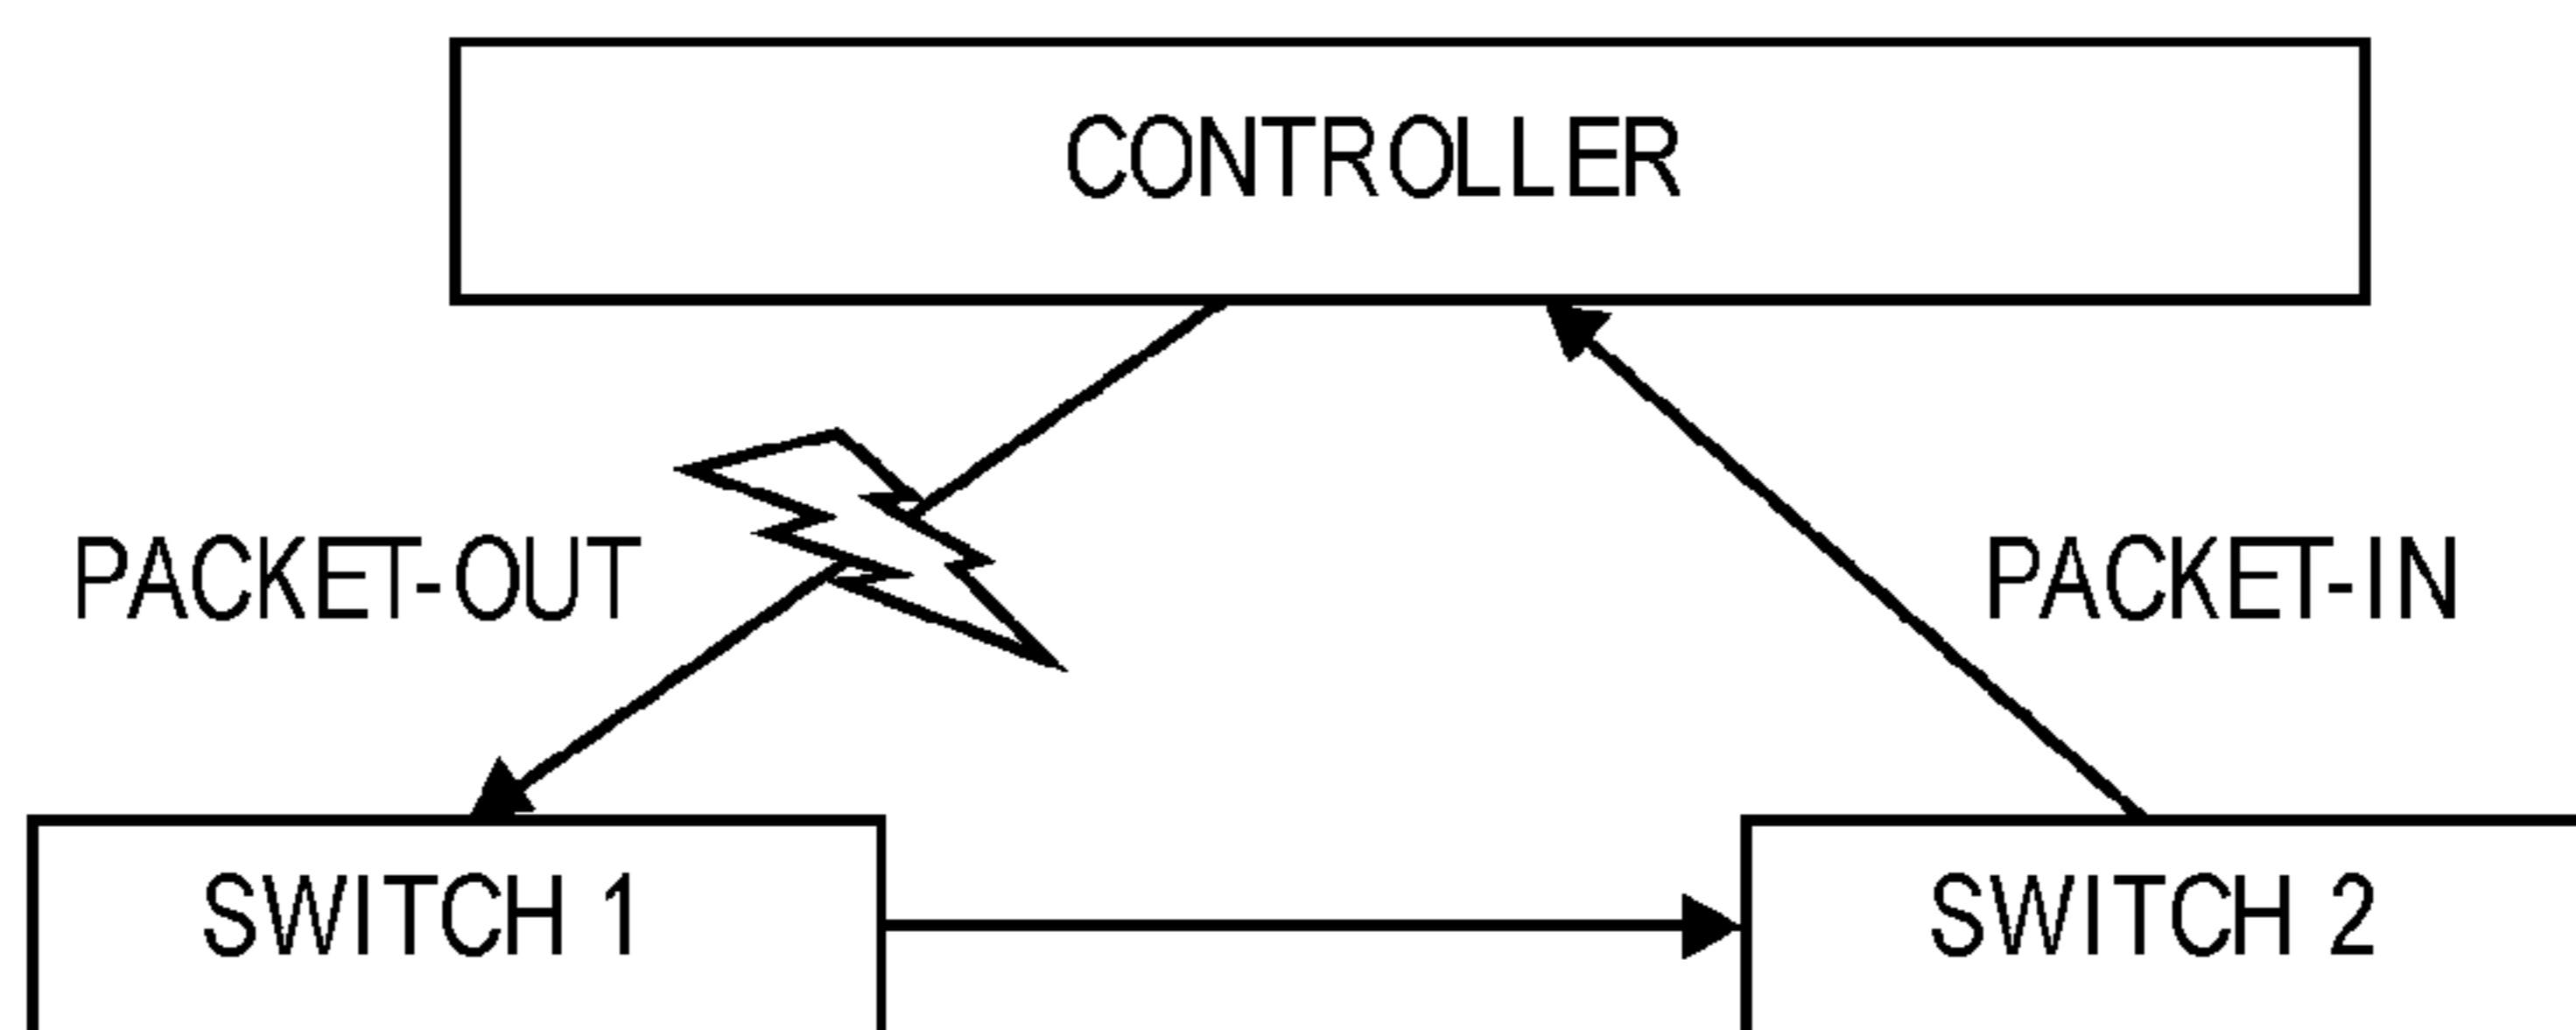 CONTROLLER
PACKET-OUT
PACKET-IN
SWITCH 1
SWITCH 2